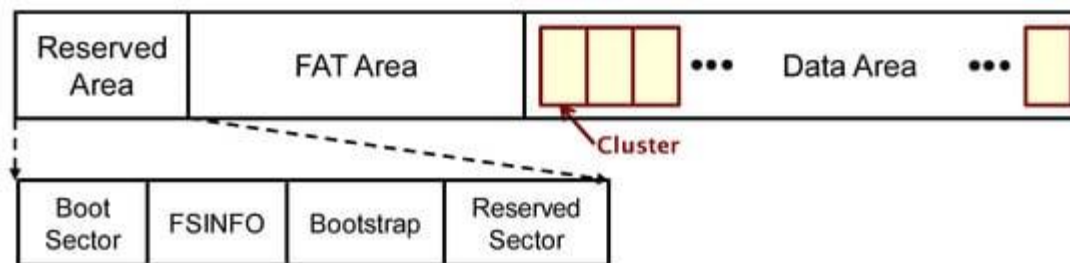 Reserved
Area
FAT Area
••• Data Area •••
Cluster
Boot
Sector
FSINFO
Bootstrap
Reserved
Sector